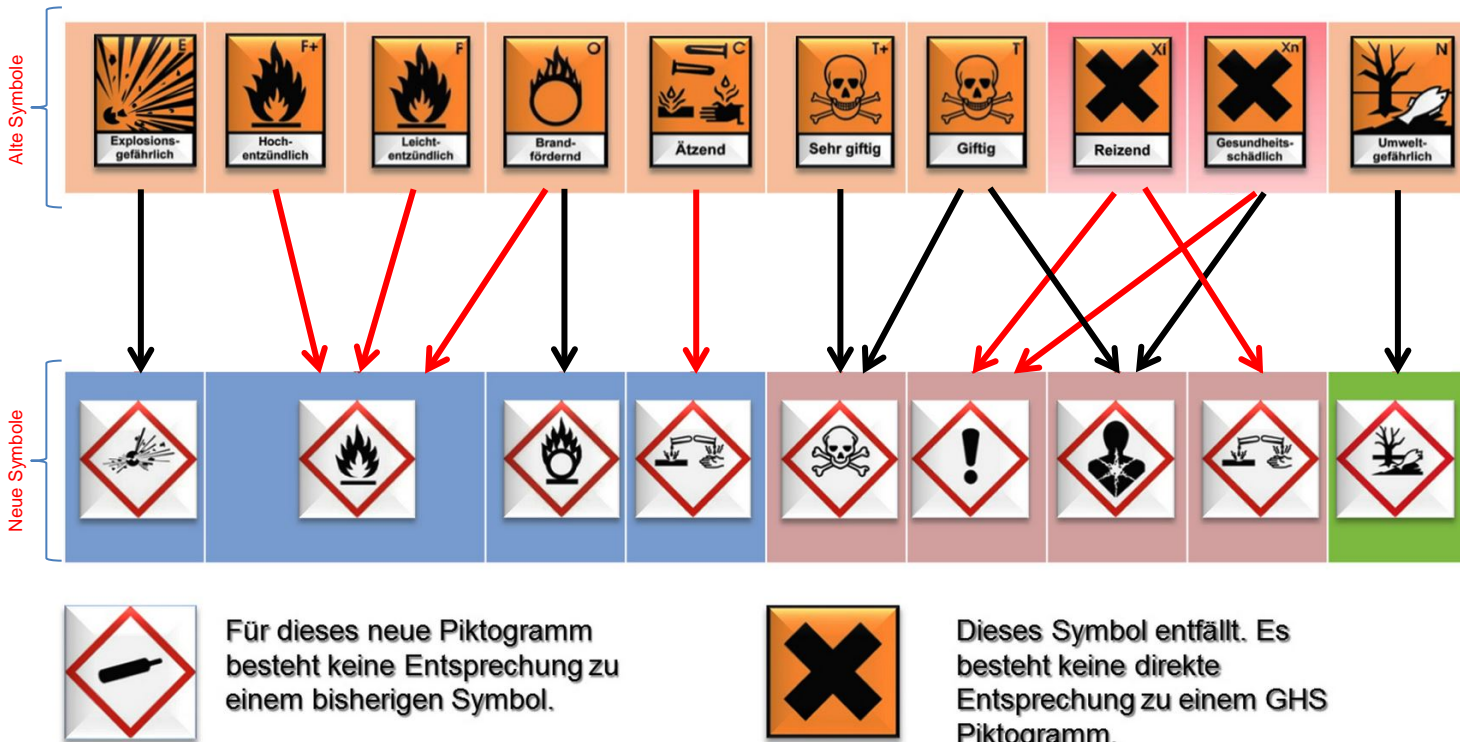 Alte Symbole
E
Explosions-
gefährlich
F+
Hoch-
entzündlich
F
Leicht-
entzündlich
O
Brand-
fördernd
C
Ätzend
T+
Sehr giftig
T
Giftig
Xi
Reizend
Xn
Gesundheits-
schädlich
N
Umwelt-
gefährlich
Neue Symbole
Für dieses neue Piktogramm
besteht keine Entsprechung zu
einem bisherigen Symbol.
Dieses Symbol entfällt. Es
besteht keine direkte
Entsprechung zu einem GHS
Piktogramm.